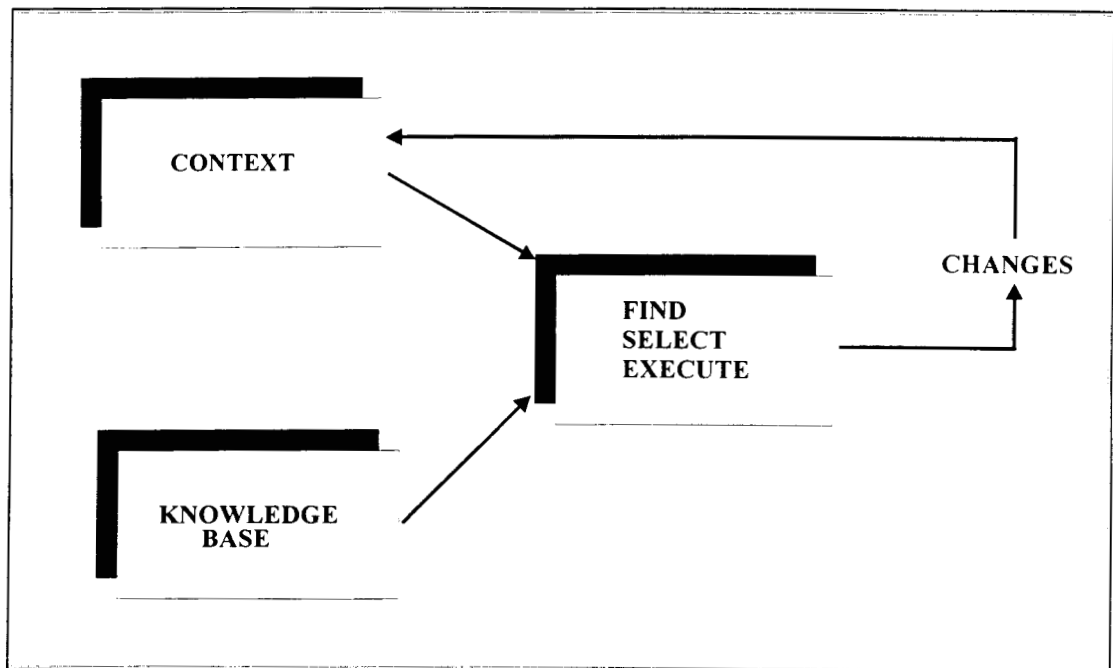 CONTEXT
CHANGES
FIND
SELECT
EXECUTE
KNOWLEDGE
BASE